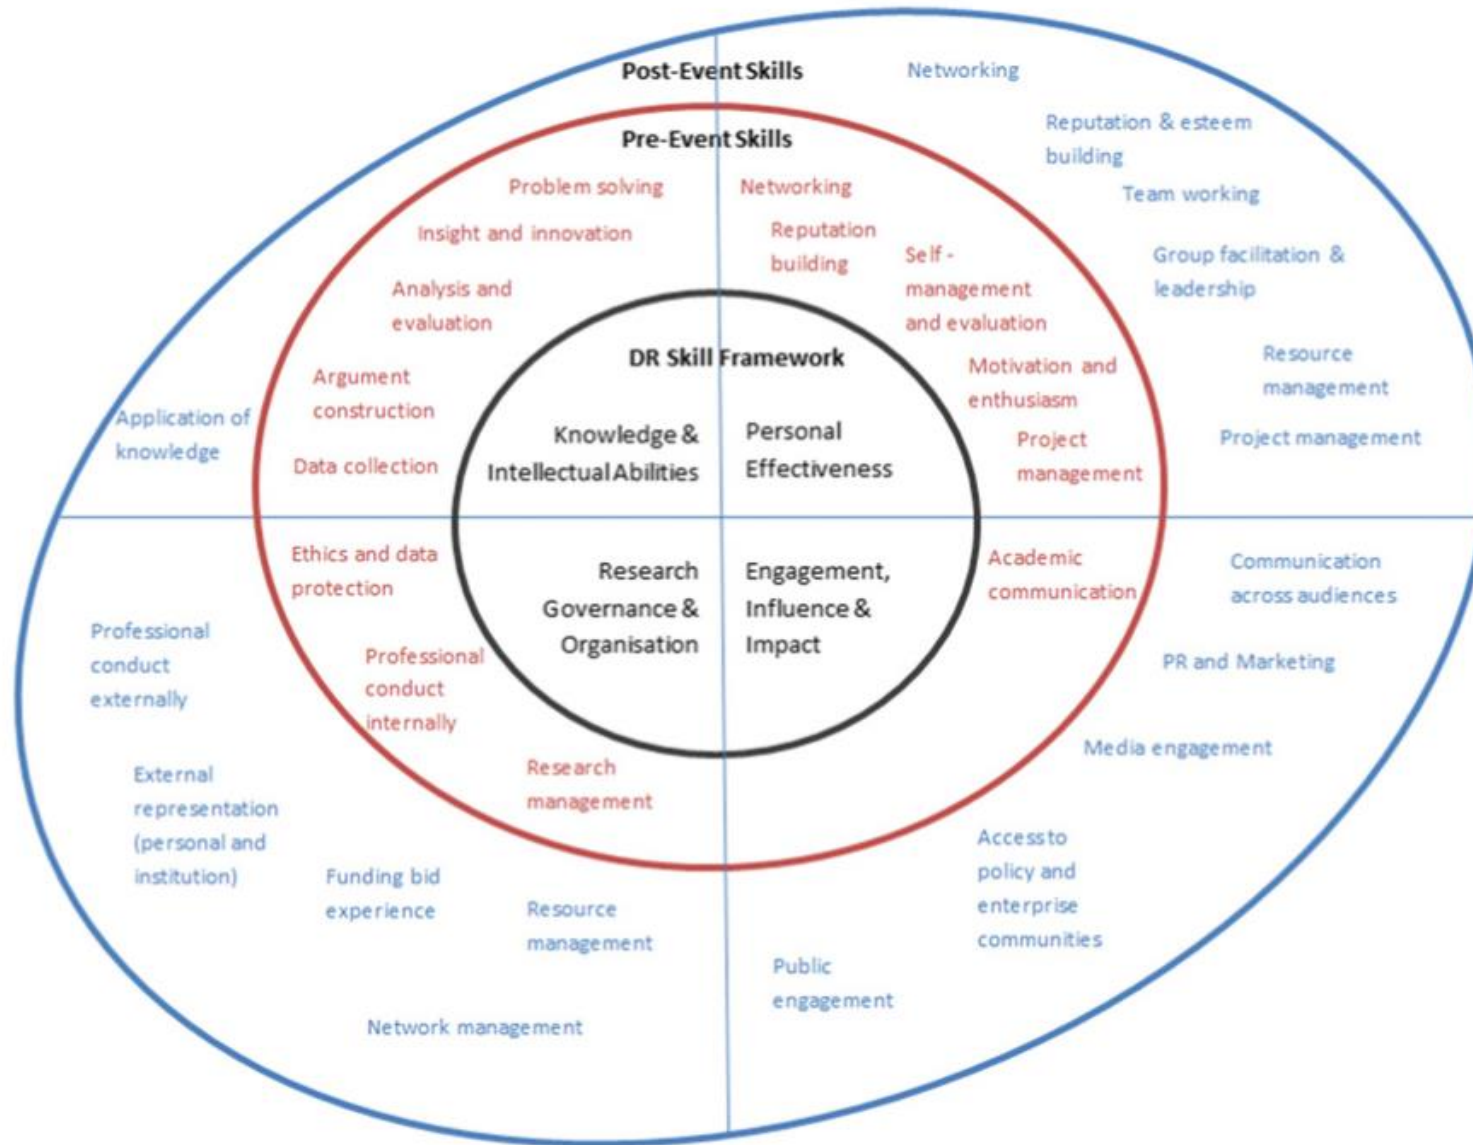 Post-Event Skills
Networking
Reputation & esteem
building
Team working
Group facilitation &
leadership
Resource
management
Project management
Pre-Event Skills
Problem solving
Insight and innovation
Analysis and
evaluation
Argument
construction
Data collection
Networking
Reputation
building
Self -
management
and evaluation
Motivation and
enthusiasm
Project
management
Application of
knowledge
DR Skill Framework
Knowledge &
Intellectual Abilities
Personal
Effectiveness
Research
Governance &
Organisation
Engagement,
Influence &
Impact
Ethics and data
protection
Professional
conduct
internally
Research
management
Academic
communication
Professional
conduct
externally
External
representation
(personal and
institution)
Funding bid
experience
Resource
management
Network management
Communication
across audiences
PR and Marketing
Media engagement
Access to
policy and
enterprise
communities
Public
engagement